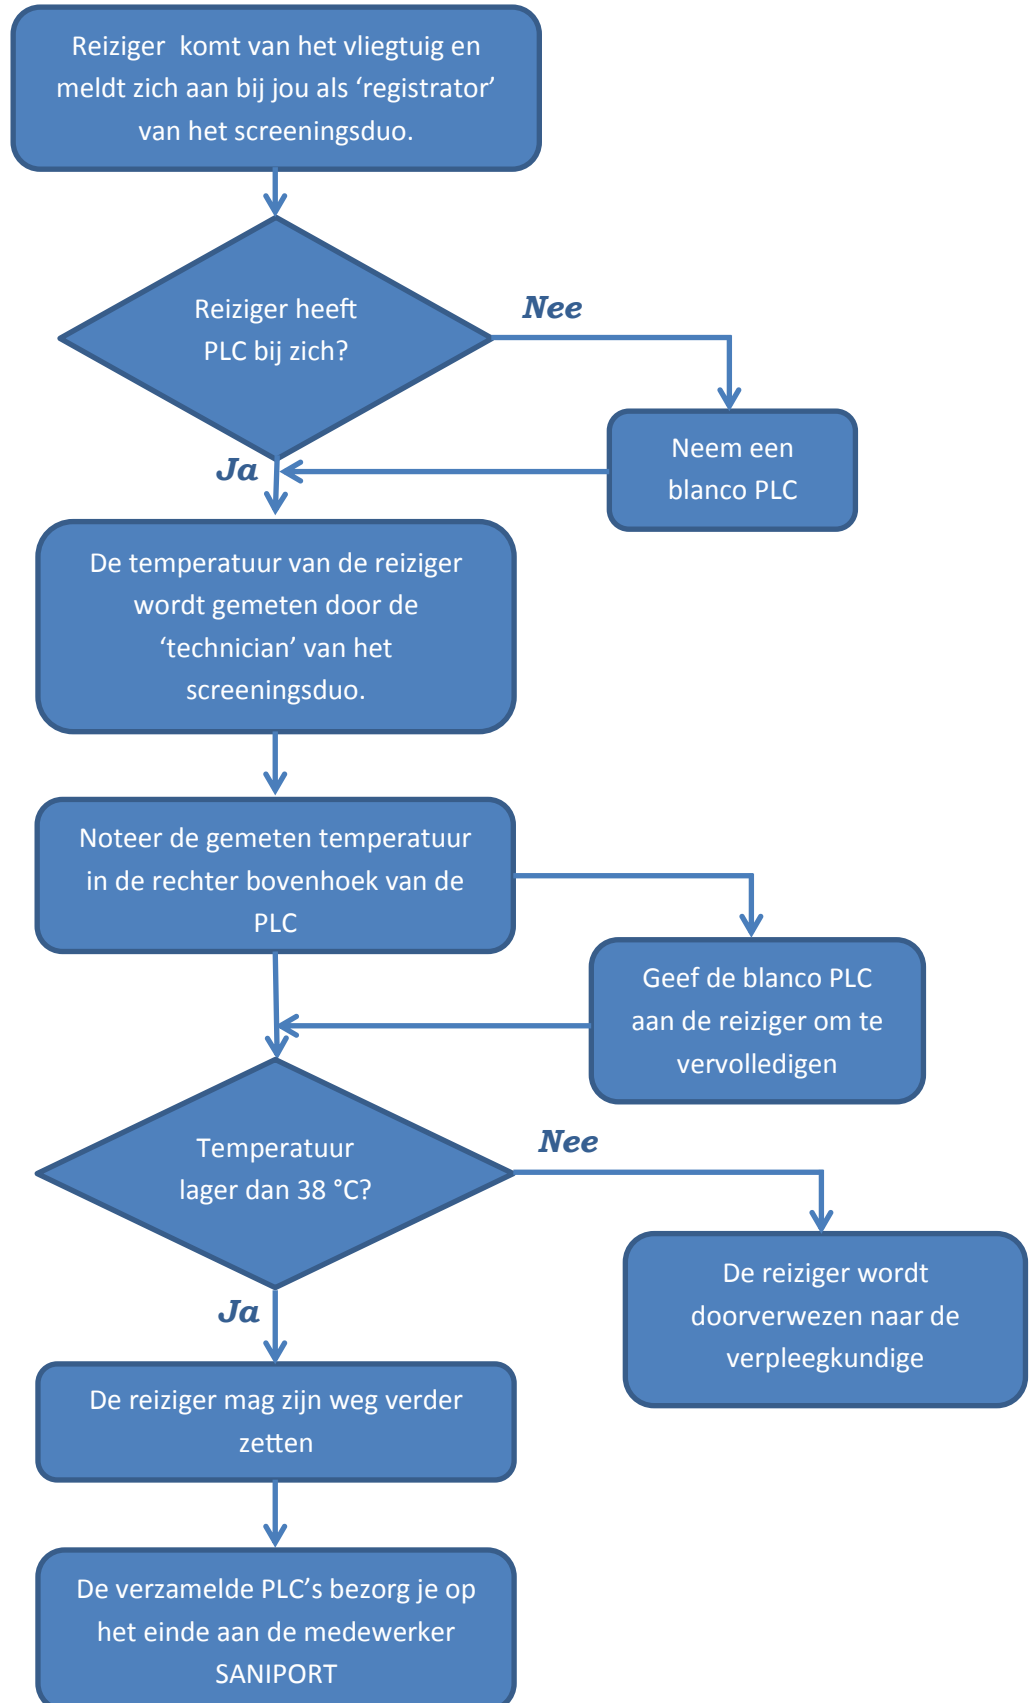 Reiziger komt van het vliegtuig en
meldt zich aan bij jou als ‘registrator’
van het screeningsduo.
Reiziger heeft
PLC bij zich?
Nee
Neem een
blanco PLC
Ja
De temperatuur van de reiziger
wordt gemeten door de
‘technician’ van het
screeningsduo.
Noteer de gemeten temperatuur
in de rechter bovenhoek van de
PLC
Geef de blanco PLC
aan de reiziger om te
vervolledigen
Temperatuur
lager dan 38 °C?
Nee
De reiziger wordt
doorverwezen naar de
verpleegkundige
Ja
De reiziger mag zijn weg verder
zetten
De verzamelde PLC’s bezorg je op
het einde aan de medewerker
SANIPORT